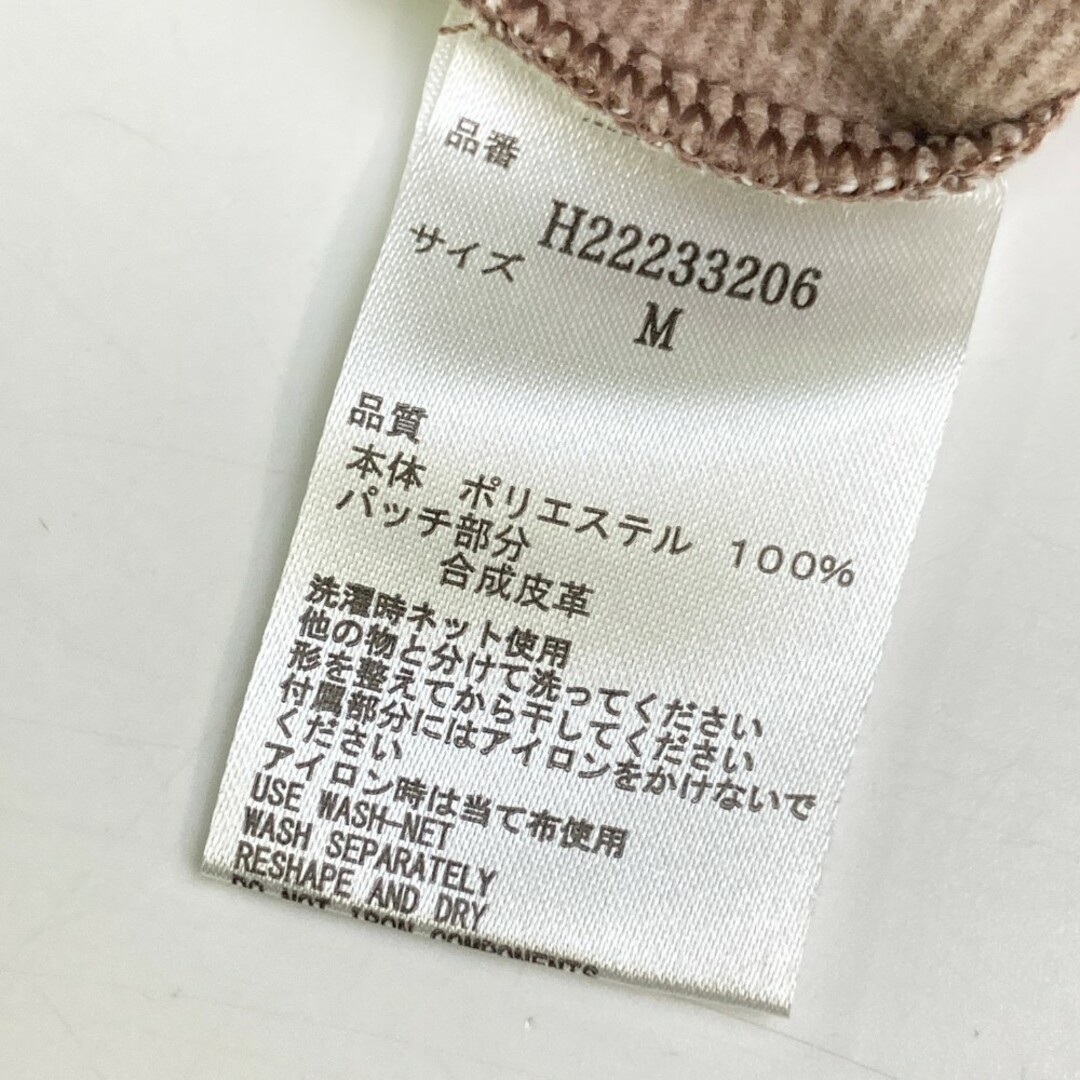 品番
H22233206
サイズ
M
品質
本体 ポリエステル 100%
パッチ部分
合成皮革
洗濯時ネット使用
他の物と分けて洗ってください
形を整えてから干してください
付属部分にはアイロンをかけないで
ください
アイロン時は当て布使用
USE WASH-NET
WASH SEPARATELY
RESHAPE AND DRY
DO NOT IRON COMPONENTS